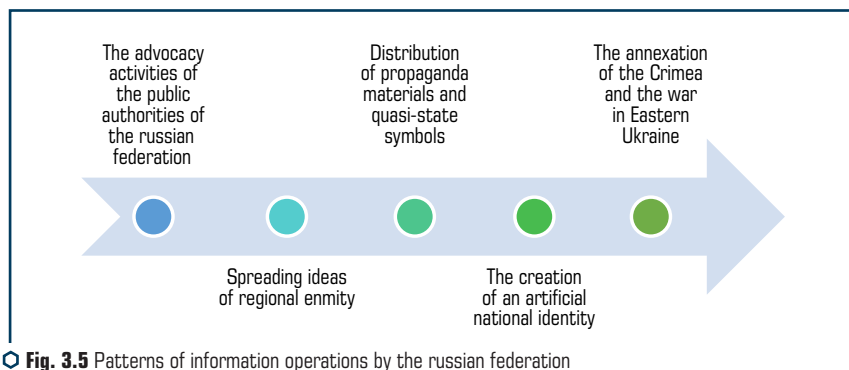 The advocacy
activities of
the public
authorities of
the russian
federation
Spreading ideas
of regional enmity
Distribution
of propaganda
materials and
quasi-state
symbols
The creation
of an artificial
national identity
The annexation
of the Crimea
and the war
in Eastern
Ukraine
Fig. 3.5 Patterns of information operations by the russian federation